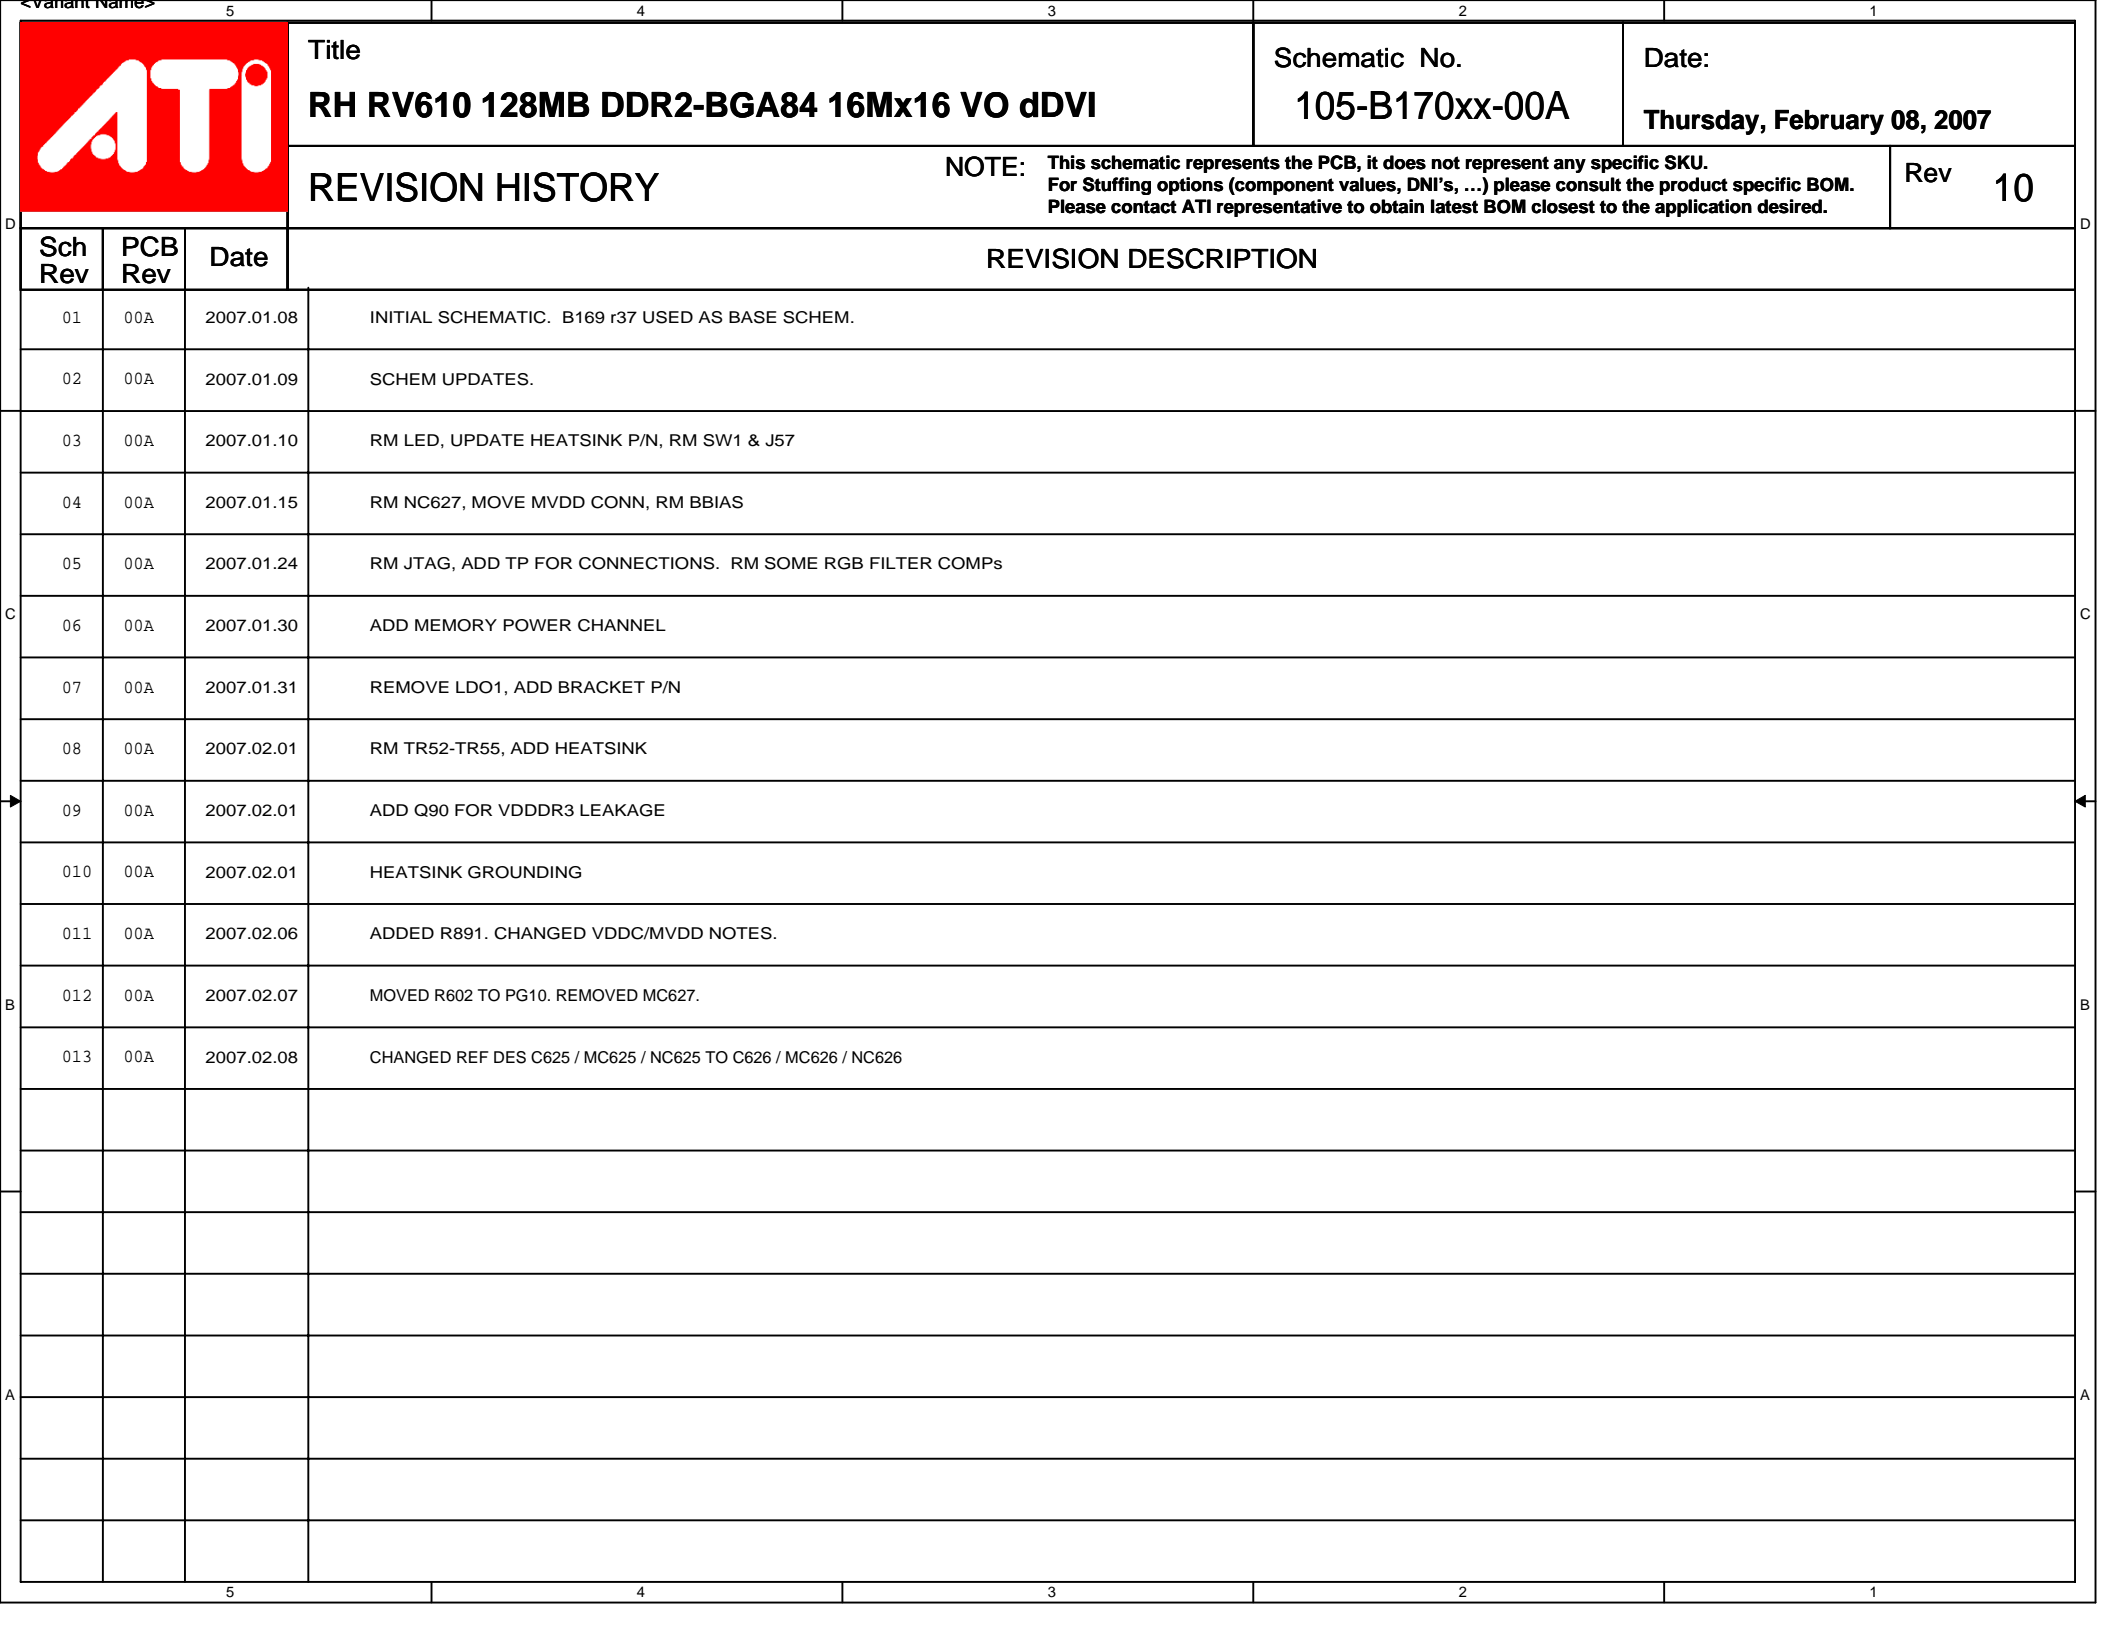 <Variant Name>
5 4 3 2 1
ATI
Title
RH RV610 128MB DDR2-BGA84 16Mx16 VO dDVI
Schematic No.
105-B170xx-00A
Date:
Thursday, February 08, 2007
REVISION HISTORY
NOTE:
This schematic represents the PCB, it does not represent any specific SKU.
For Stuffing options (component values, DNI's, ...) please consult the product specific BOM.
Please contact ATI representative to obtain latest BOM closest to the application desired.
Rev 10
D D
Sch Rev PCB Rev Date REVISION DESCRIPTION
01 00A 2007.01.08 INITIAL SCHEMATIC. B169 r37 USED AS BASE SCHEM.
02 00A 2007.01.09 SCHEM UPDATES.
03 00A 2007.01.10 RM LED, UPDATE HEATSINK P/N, RM SW1 & J57
04 00A 2007.01.15 RM NC627, MOVE MVDD CONN, RM BBIAS
05 00A 2007.01.24 RM JTAG, ADD TP FOR CONNECTIONS. RM SOME RGB FILTER COMPs
C C
06 00A 2007.01.30 ADD MEMORY POWER CHANNEL
07 00A 2007.01.31 REMOVE LDO1, ADD BRACKET P/N
08 00A 2007.02.01 RM TR52-TR55, ADD HEATSINK
09 00A 2007.02.01 ADD Q90 FOR VDDDR3 LEAKAGE
010 00A 2007.02.01 HEATSINK GROUNDING
011 00A 2007.02.06 ADDED R891. CHANGED VDDC/MVDD NOTES.
012 00A 2007.02.07 MOVED R602 TO PG10. REMOVED MC627.
B B
013 00A 2007.02.08 CHANGED REF DES C625 / MC625 / NC625 TO C626 / MC626 / NC626
A A
5 4 3 2 1